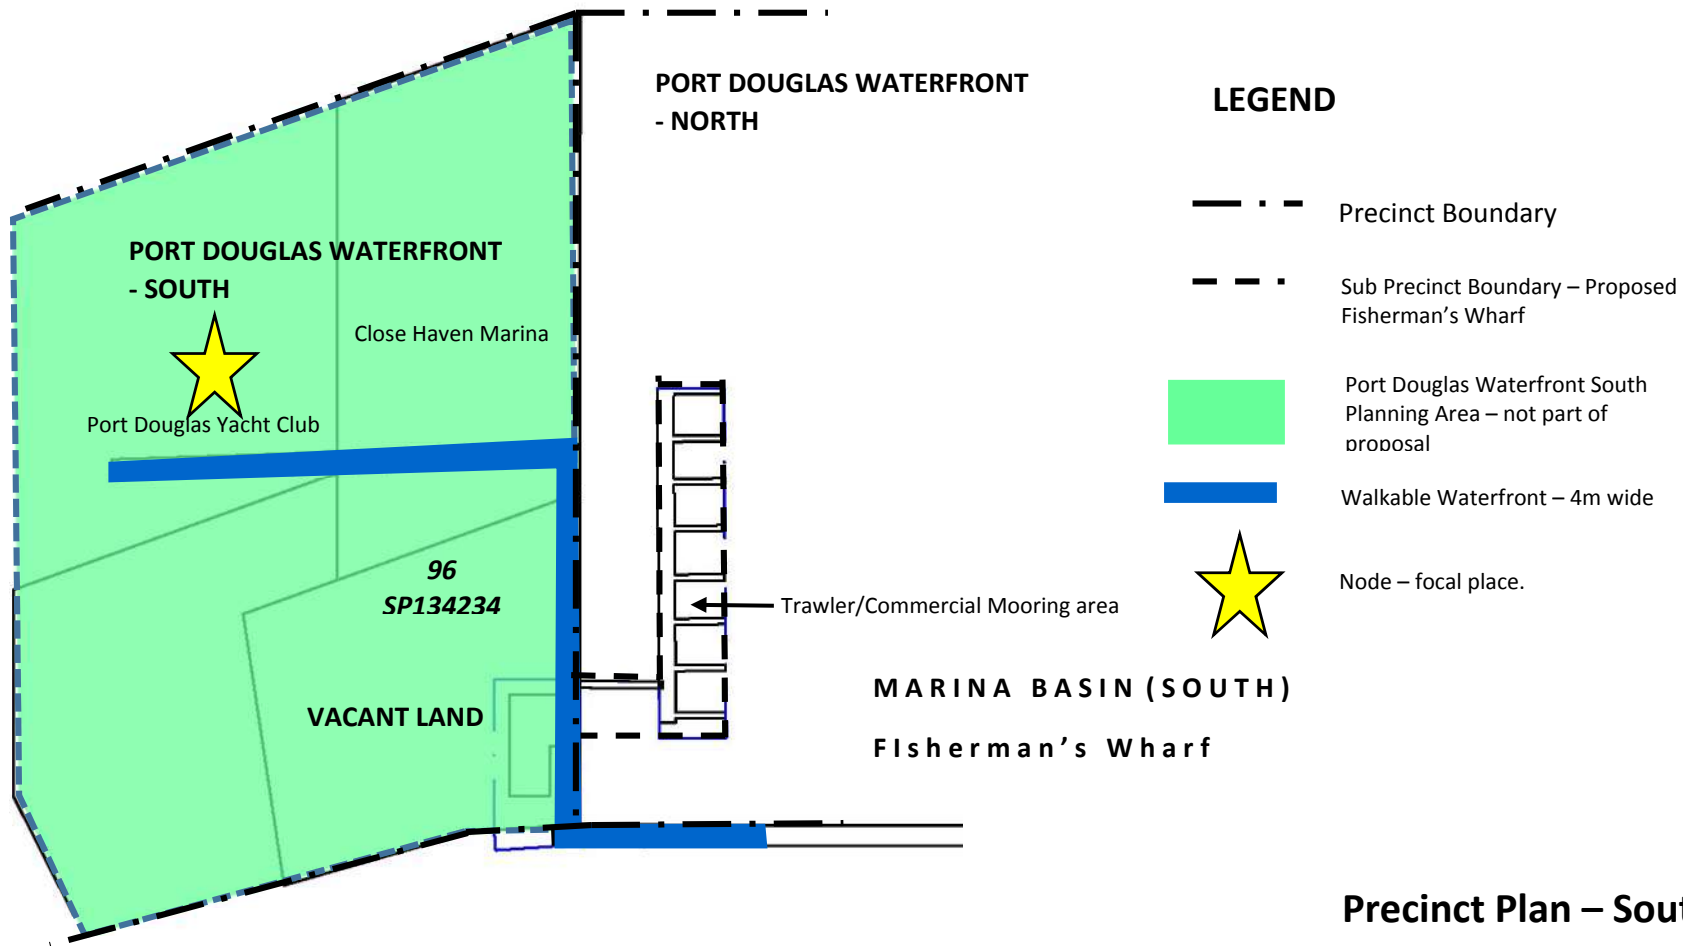 PORT DOUGLAS WATERFRONT
- NORTH
LEGEND
Precinct Boundary
PORT DOUGLAS WATERFRONT
- SOUTH
Sub Precinct Boundary – Proposed
Fisherman's Wharf
Close Haven Marina
Port Douglas Yacht Club
Port Douglas Waterfront South
Planning Area – not part of
proposal
Walkable Waterfront – 4m wide
96
SP134234
Node – focal place.
Trawler/Commercial Mooring area
MARINA BASIN (SOUTH)
VACANT LAND
FIsherman's Wharf
Precinct Plan – Sout